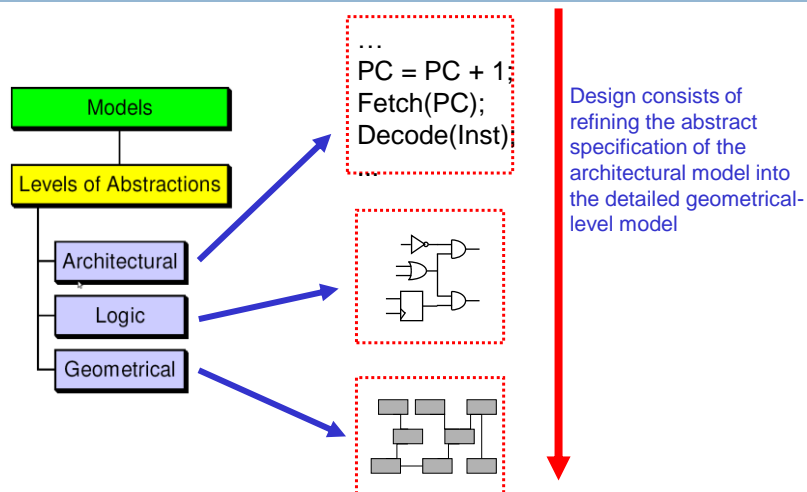 Models
Levels of Abstractions
Architectural
Logic
Geometrical
...
PC = PC + 1;
Fetch(PC);
Decode(Inst);
...
Design consists of
refining the abstract
specification of the
architectural model into
the detailed geometrical-
level model